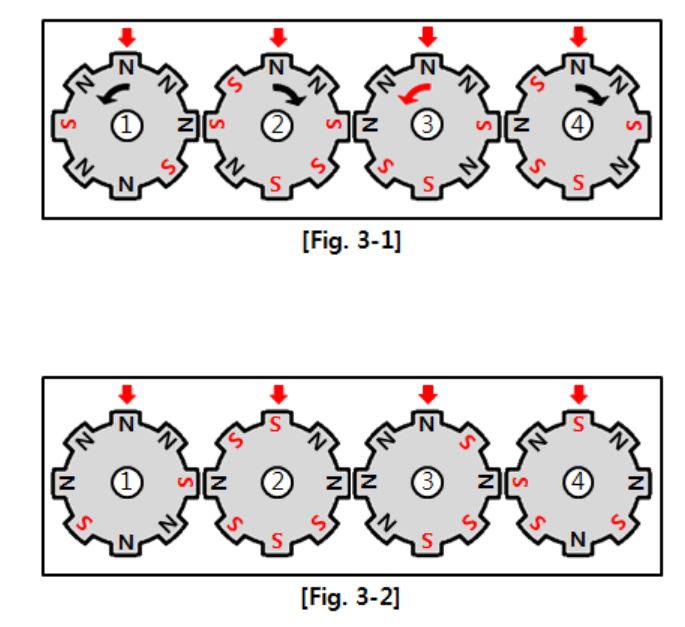 N N N N
N N S N N N S N
S ① N S ② S N ③ S N ④ S
N S N S S N S N
N S S S
[Fig. 3-1]
N S N S
N N S N N S N N
N ① S N ② N N ③ N S ④ N
S N S S N S S S
N S S N
[Fig. 3-2]